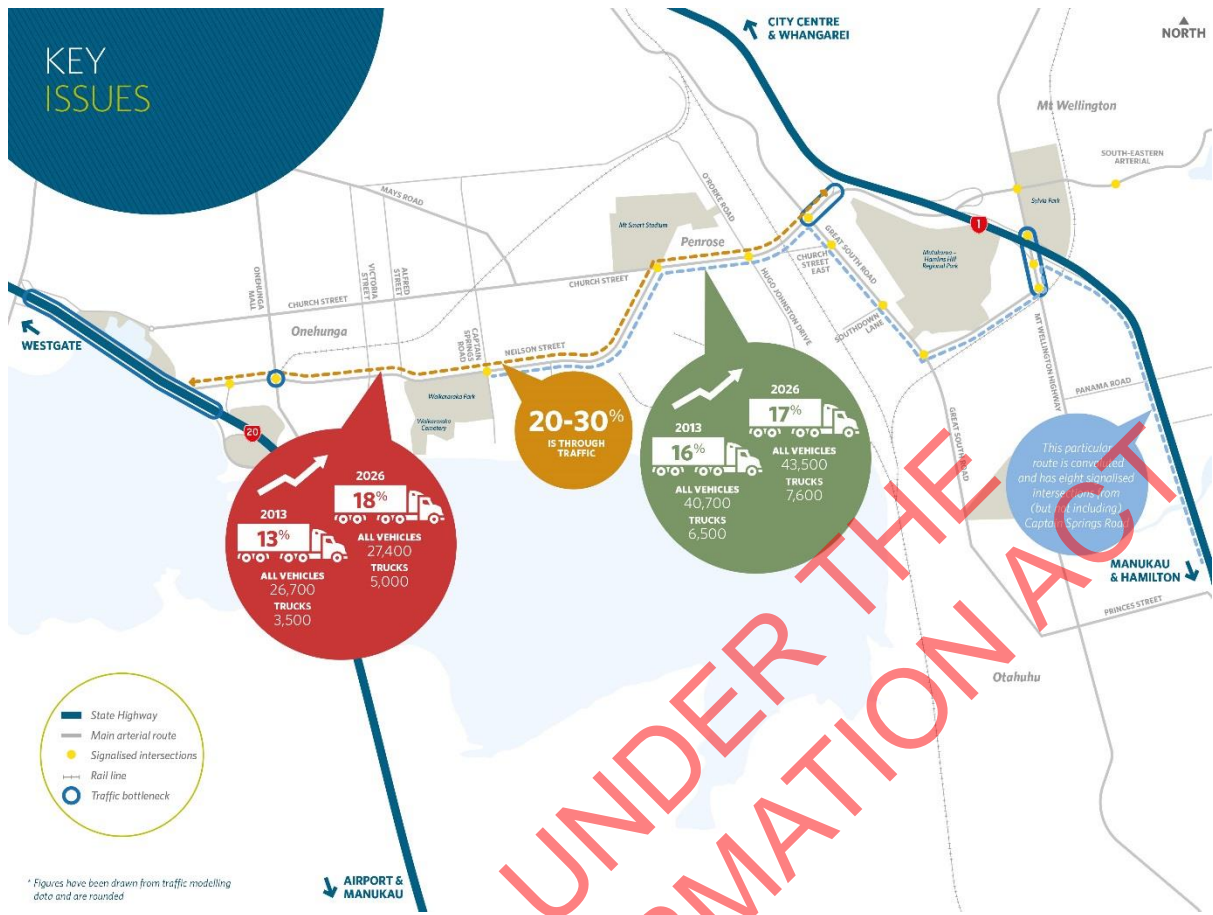 KEY
ISSUES
CITY CENTRE
& WHANGAREI
NORTH
Mt Wellington
SOUTH-EASTERN
ARTERIAL
Sylvia Park
MAYS ROAD
O'RORKE ROAD
Mt Smart Stadium
Penrose
1
GREAT SOUTH ROAD
Mutukaroa –
Hamlins Hill
Regional Park
CHURCH
STREET
EAST
ONEHUNGA
MALL
VICTORIA
STREET
ALFRED
STREET
CHURCH STREET
CHURCH STREET
HUGO JOHNSTON DRIVE
SOUTHDOWN
LANE
MT WELLINGTON
HIGHWAY
WESTGATE
Onehunga
CAPTAIN
SPRINGS
ROAD
NEILSON STREET
PANAMA ROAD
Waikaraka Park
Waikaraka
Cemetery
20
GREAT SOUTH ROAD
20-30%
IS THROUGH
TRAFFIC
2013
13%
ALL VEHICLES
26,700
TRUCKS
3,500
2026
18%
ALL VEHICLES
27,400
TRUCKS
5,000
2013
16%
ALL VEHICLES
40,700
TRUCKS
6,500
2026
17%
ALL VEHICLES
43,500
TRUCKS
7,600
This particular
route is convoluted
and has eight signalised
intersections from
(but not including)
Captain Springs Road
MANUKAU
& HAMILTON
PRINCES STREET
Otahuhu
State Highway
Main arterial route
Signalised intersections
Rail line
Traffic bottleneck
* Figures have been drawn from traffic modelling
data and are rounded
AIRPORT &
MANUKAU
UNDER THE
RMATION ACT